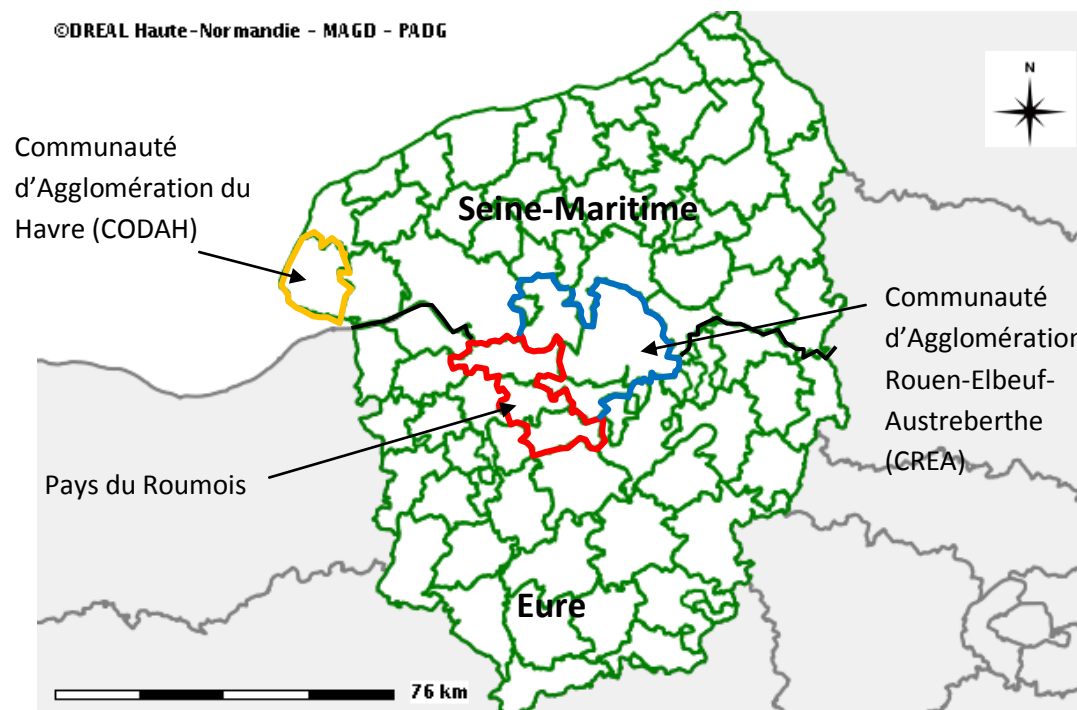 ©DREAL Haute-Normandie - MAGD - PADG
N
Communauté
d’Agglomération du
Havre (CODAH)
Seine-Maritime
Communauté
d’Agglomération
Rouen-Elbeuf-
Austreberthe
(CREA)
Pays du Roumois
Eure
76 km